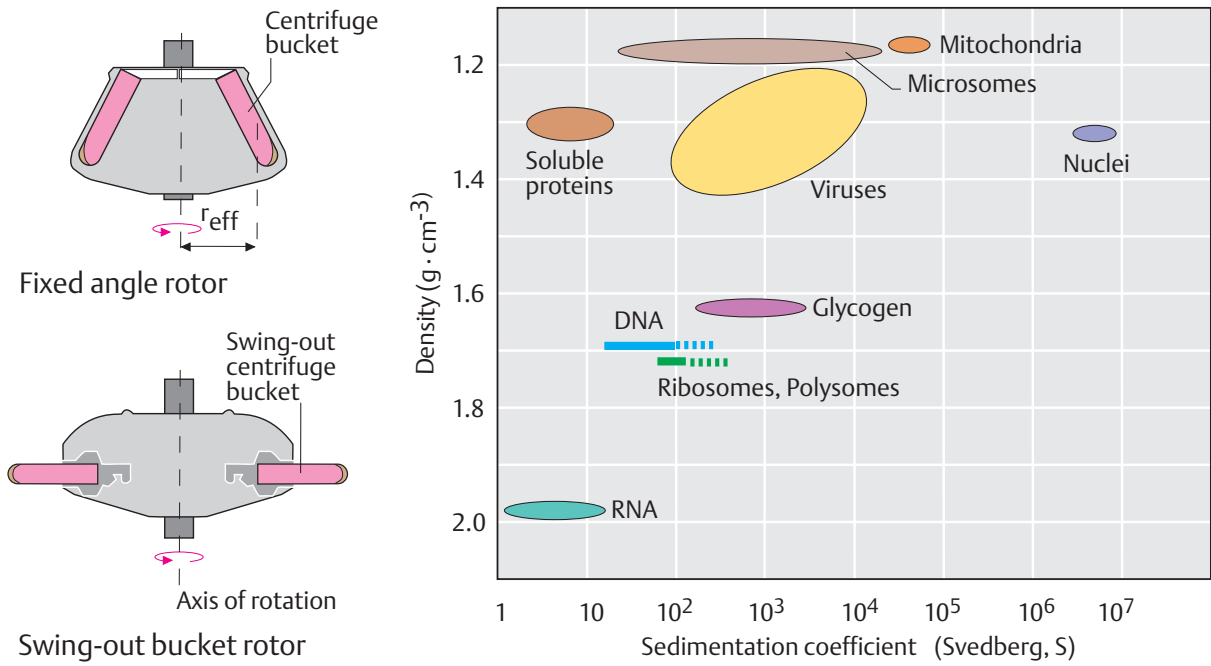 Centrifuge
bucket
r_eff
Fixed angle rotor
Swing-out
centrifuge
bucket
Axis of rotation
Swing-out bucket rotor
Density (g · cm⁻³)
1.2
1.4
1.6
1.8
2.0
Mitochondria
Microsomes
Soluble
proteins
Viruses
Nuclei
Glycogen
DNA
Ribosomes, Polysomes
RNA
1 10 10² 10³ 10⁴ 10⁵ 10⁶ 10⁷
Sedimentation coefficient (Svedberg, S)